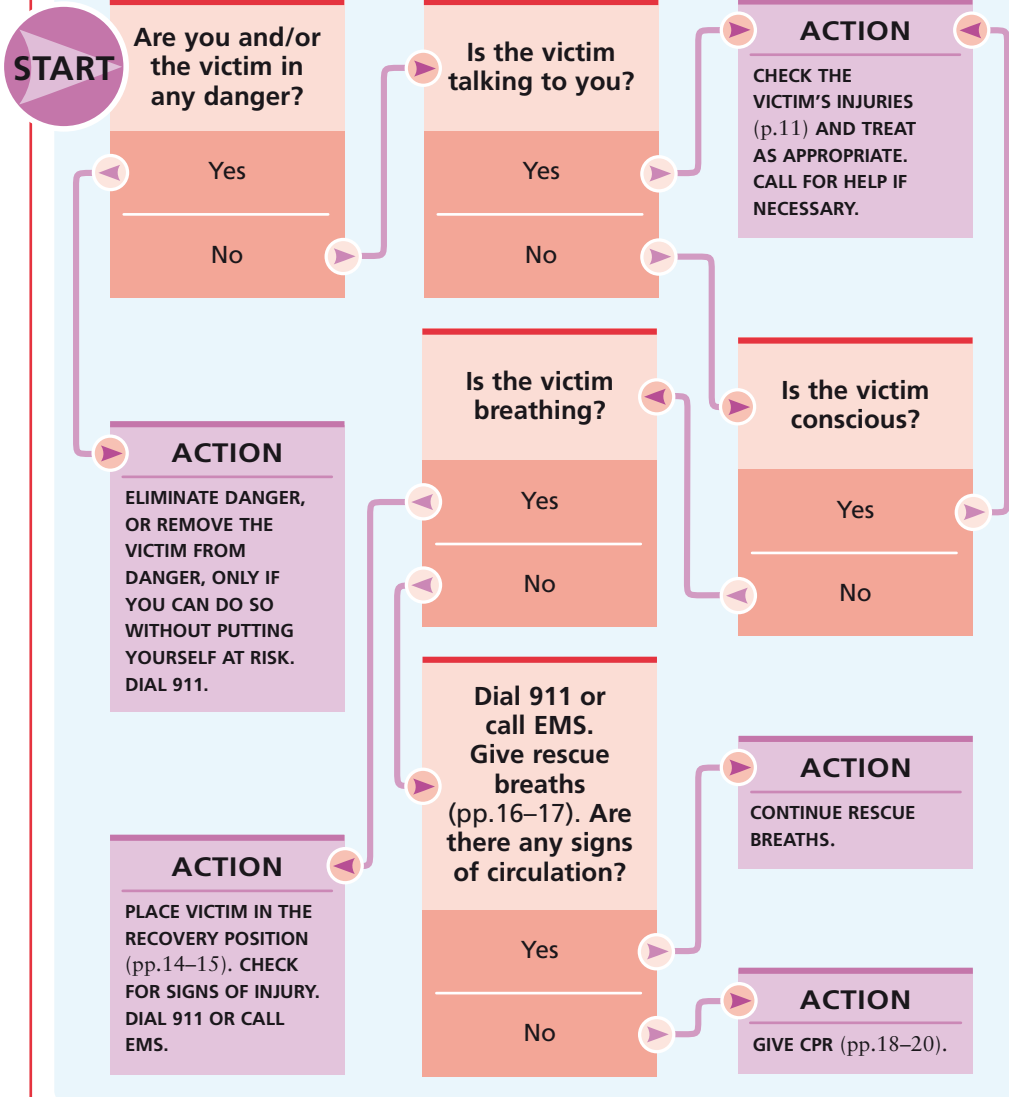 START
Are you and/or
the victim in
any danger?
Yes
No
Is the victim
talking to you?
Yes
No
ACTION
CHECK THE
VICTIM'S INJURIES
(p.11) AND TREAT
AS APPROPRIATE.
CALL FOR HELP IF
NECESSARY.
Is the victim
conscious?
Yes
No
Is the victim
breathing?
Yes
No
ACTION
ELIMINATE DANGER,
OR REMOVE THE
VICTIM FROM
DANGER, ONLY IF
YOU CAN DO SO
WITHOUT PUTTING
YOURSELF AT RISK.
DIAL 911.
Dial 911 or
call EMS.
Give rescue
breaths
(pp.16–17). Are
there any signs
of circulation?
Yes
No
ACTION
CONTINUE RESCUE
BREATHS.
ACTION
PLACE VICTIM IN THE
RECOVERY POSITION
(pp.14–15). CHECK
FOR SIGNS OF INJURY.
DIAL 911 OR CALL
EMS.
ACTION
GIVE CPR (pp.18–20).